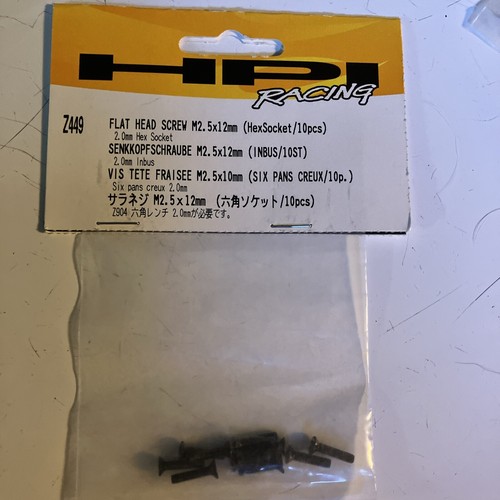 HPI
RACING
Z449
FLAT HEAD SCREW M2.5x12mm (HexSocket/10pcs)
2.0mm Hex Socket
SENKKOPFSCHRAUBE M2.5x12mm (INBUS/10ST)
2.0mm Inbus
VIS TETE FRAISEE M2.5x10mm (SIX PANS CREUX/10p.)
Six pans creux 2.0mm
サラネジ M2.5x12mm (六角ソケット/10pcs)
Z904 六角レンチ 2.0mmが必要です。